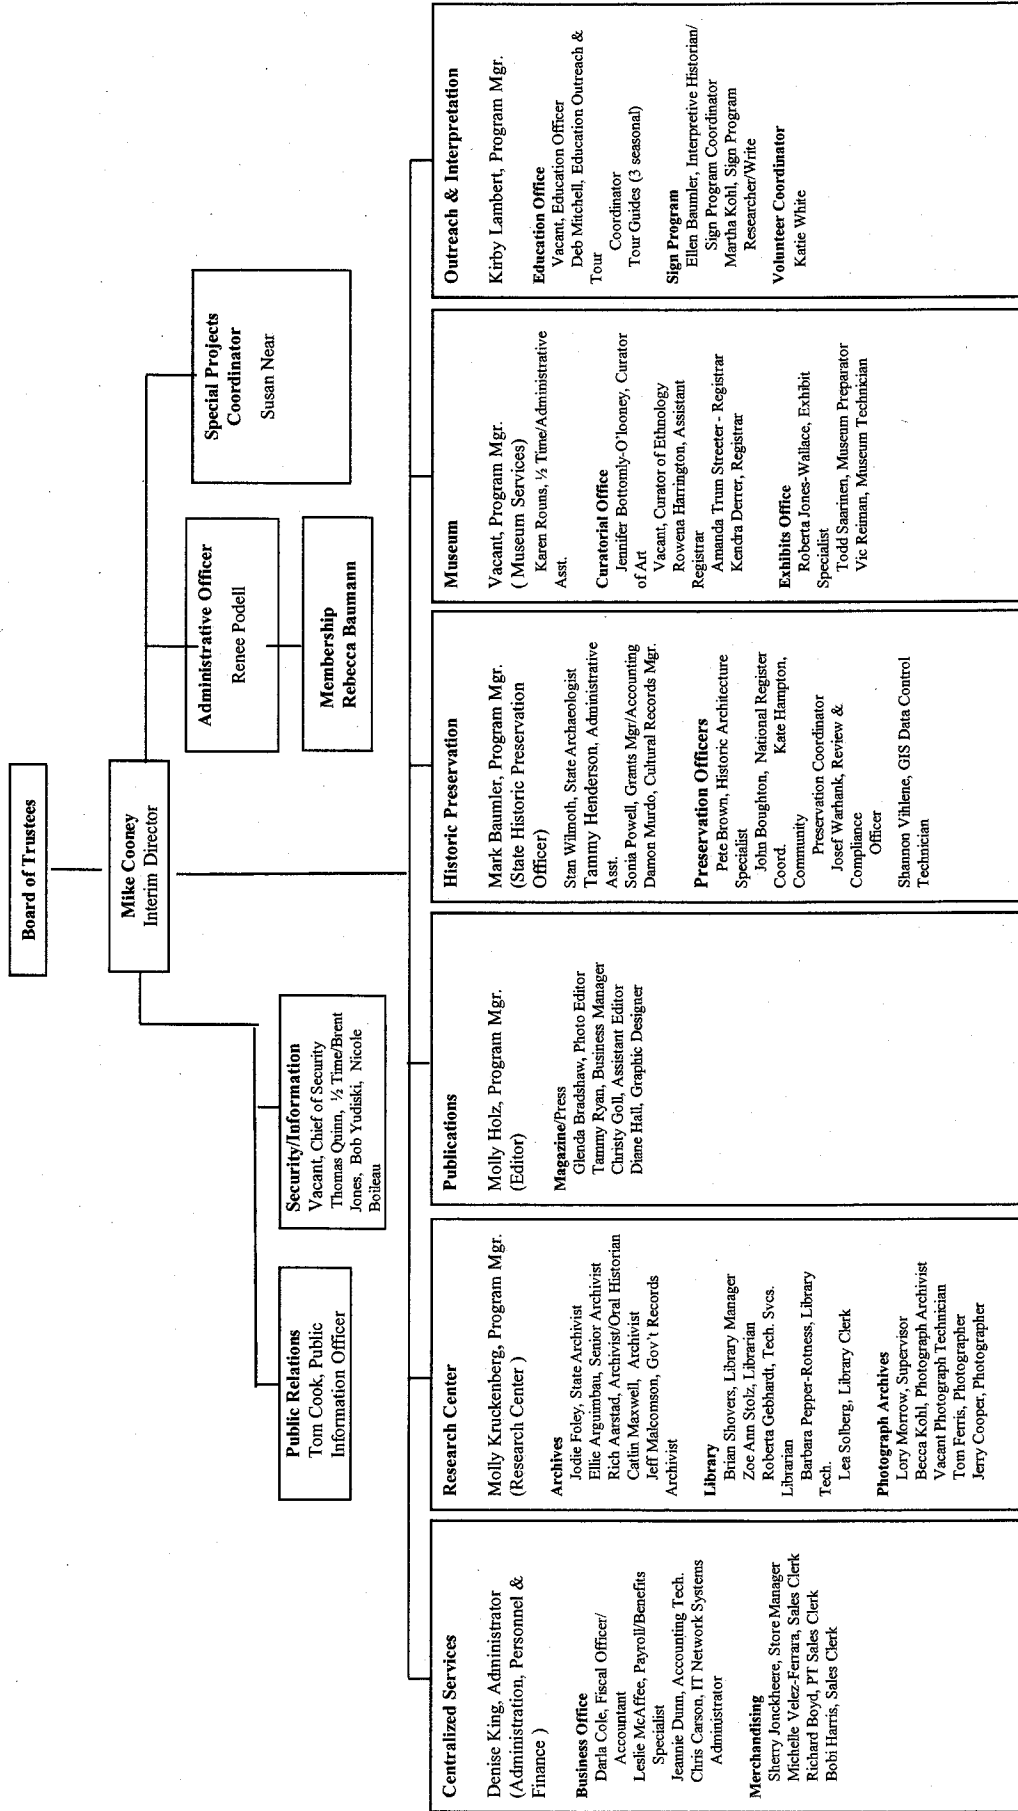 Board of Trustees
Mike Cooney
Interim Director
Public Relations
Tom Cook, Public
Information Officer
Security/Information
Vacant, Chief of Security
Thomas Quinn, ½ Time/Brent
Jones, Bob Yudiski, Nicole
Boileau
Administrative Officer
Renee Podell
Membership
Rebecca Baumann
Special Projects
Coordinator
Susan Near
Centralized Services
Denise King, Administrator
(Administration, Personnel &
Finance )
Business Office
Darla Cole, Fiscal Officer/
Accountant
Leslie McAffee, Payroll/Benefits
Specialist
Jeannie Dunn, Accounting Tech.
Chris Carson, IT Network Systems
Administrator
Merchandising
Sherry Jonckheere, Store Manager
Michelle Velez-Ferrara, Sales Clerk
Richard Boyd, PT Sales Clerk
Bobi Harris, Sales Clerk
Research Center
Molly Kruckenberg, Program Mgr.
(Research Center )
Archives
Jodie Foley, State Archivist
Ellie Arguimbau, Senior Archivist
Rich Aarstad, Archivist/Oral Historian
Caitlin Maxwell, Archivist
Jeff Malcomson, Gov't Records
Archivist
Library
Brian Shovers, Library Manager
Zoe Ann Stolz, Librarian
Roberta Gebhardt, Tech. Svcs.
Librarian
Barbara Pepper-Rotness, Library
Tech.
Lea Solberg, Library Clerk
Photograph Archives
Lory Morrow, Supervisor
Becca Kohl, Photograph Archivist
Vacant Photograph Technician
Tom Ferris, Photographer
Jerry Cooper, Photographer
Publications
Molly Holz, Program Mgr.
(Editor)
Magazine/Press
Glenda Bradshaw, Photo Editor
Tammy Ryan, Business Manager
Christy Goll, Assistant Editor
Diane Hall, Graphic Designer
Historic Preservation
Mark Baumler, Program Mgr.
(State Historic Preservation
Officer)
Stan Wilmoth, State Archaeologist
Tammy Henderson, Administrative
Asst.
Sonia Powell, Grants Mgr/Accounting
Damon Murdo, Cultural Records Mgr.
Preservation Officers
Pete Brown, Historic Architecture
Specialist
John Boughton, National Register
Coord. Kate Hampton,
Community
Preservation Coordinator
Josef Warhank, Review &
Compliance
Officer
Shannon Vihlene, GIS Data Control
Technician
Museum
Vacant, Program Mgr.
( Museum Services)
Karen Rouns, ½ Time/Administrative
Asst.
Curatorial Office
Jennifer Bottomly-O'looney, Curator
of Art
Vacant, Curator of Ethnology
Rowena Harrington, Assistant
Registrar
Amanda Trum Streeter - Registrar
Kendra Derrer, Registrar
Exhibits Office
Roberta Jones-Wallace, Exhibit
Specialist
Todd Saarinen, Museum Preparator
Vic Reiman, Museum Technician
Outreach & Interpretation
Kirby Lambert, Program Mgr.
Education Office
Vacant, Education Officer
Deb Mitchell, Education Outreach &
Tour
Coordinator
Tour Guides (3 seasonal)
Sign Program
Ellen Baumler, Interpretive Historian/
Sign Program Coordinator
Martha Kohl, Sign Program
Researcher/Write
Volunteer Coordinator
Katie White